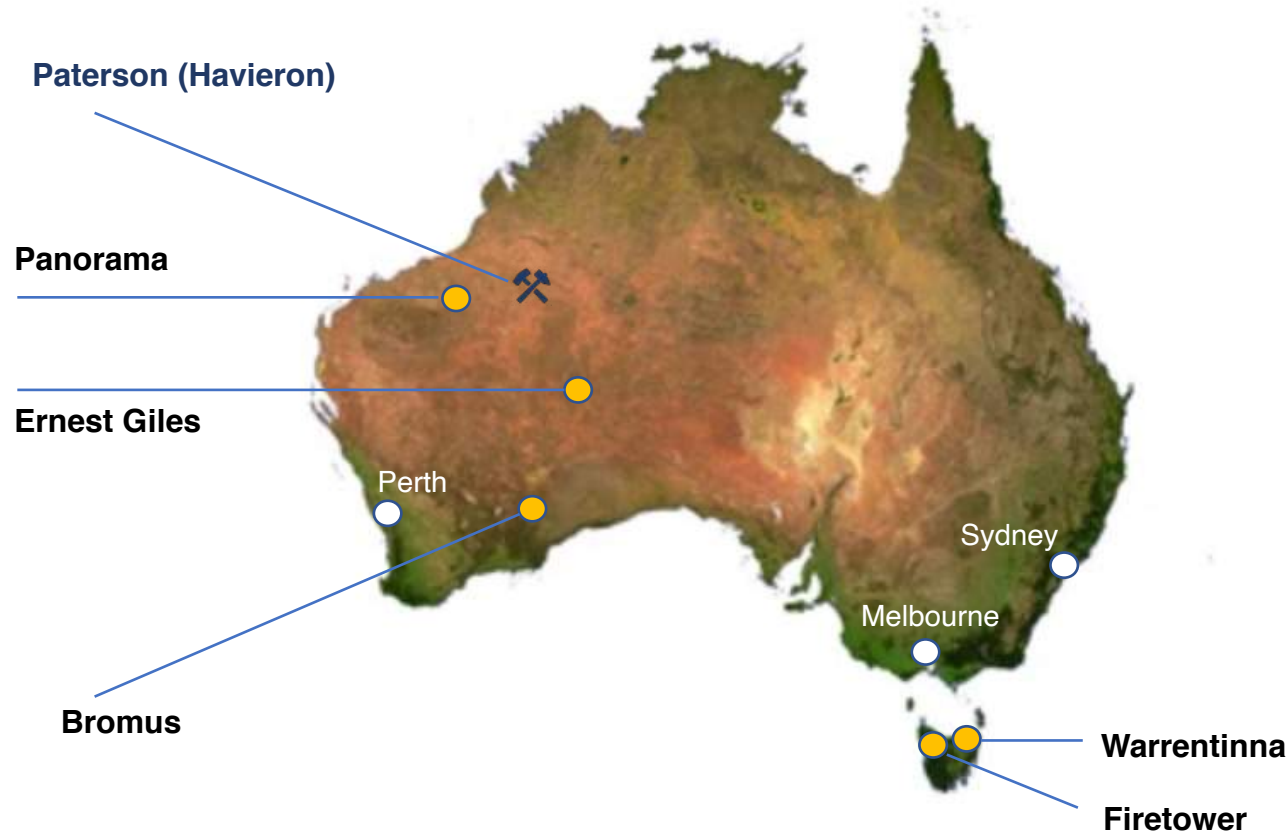 Paterson (Havieron)
Panorama
Ernest Giles
Perth
Sydney
Melbourne
Bromus
Warrentinna
Firetower